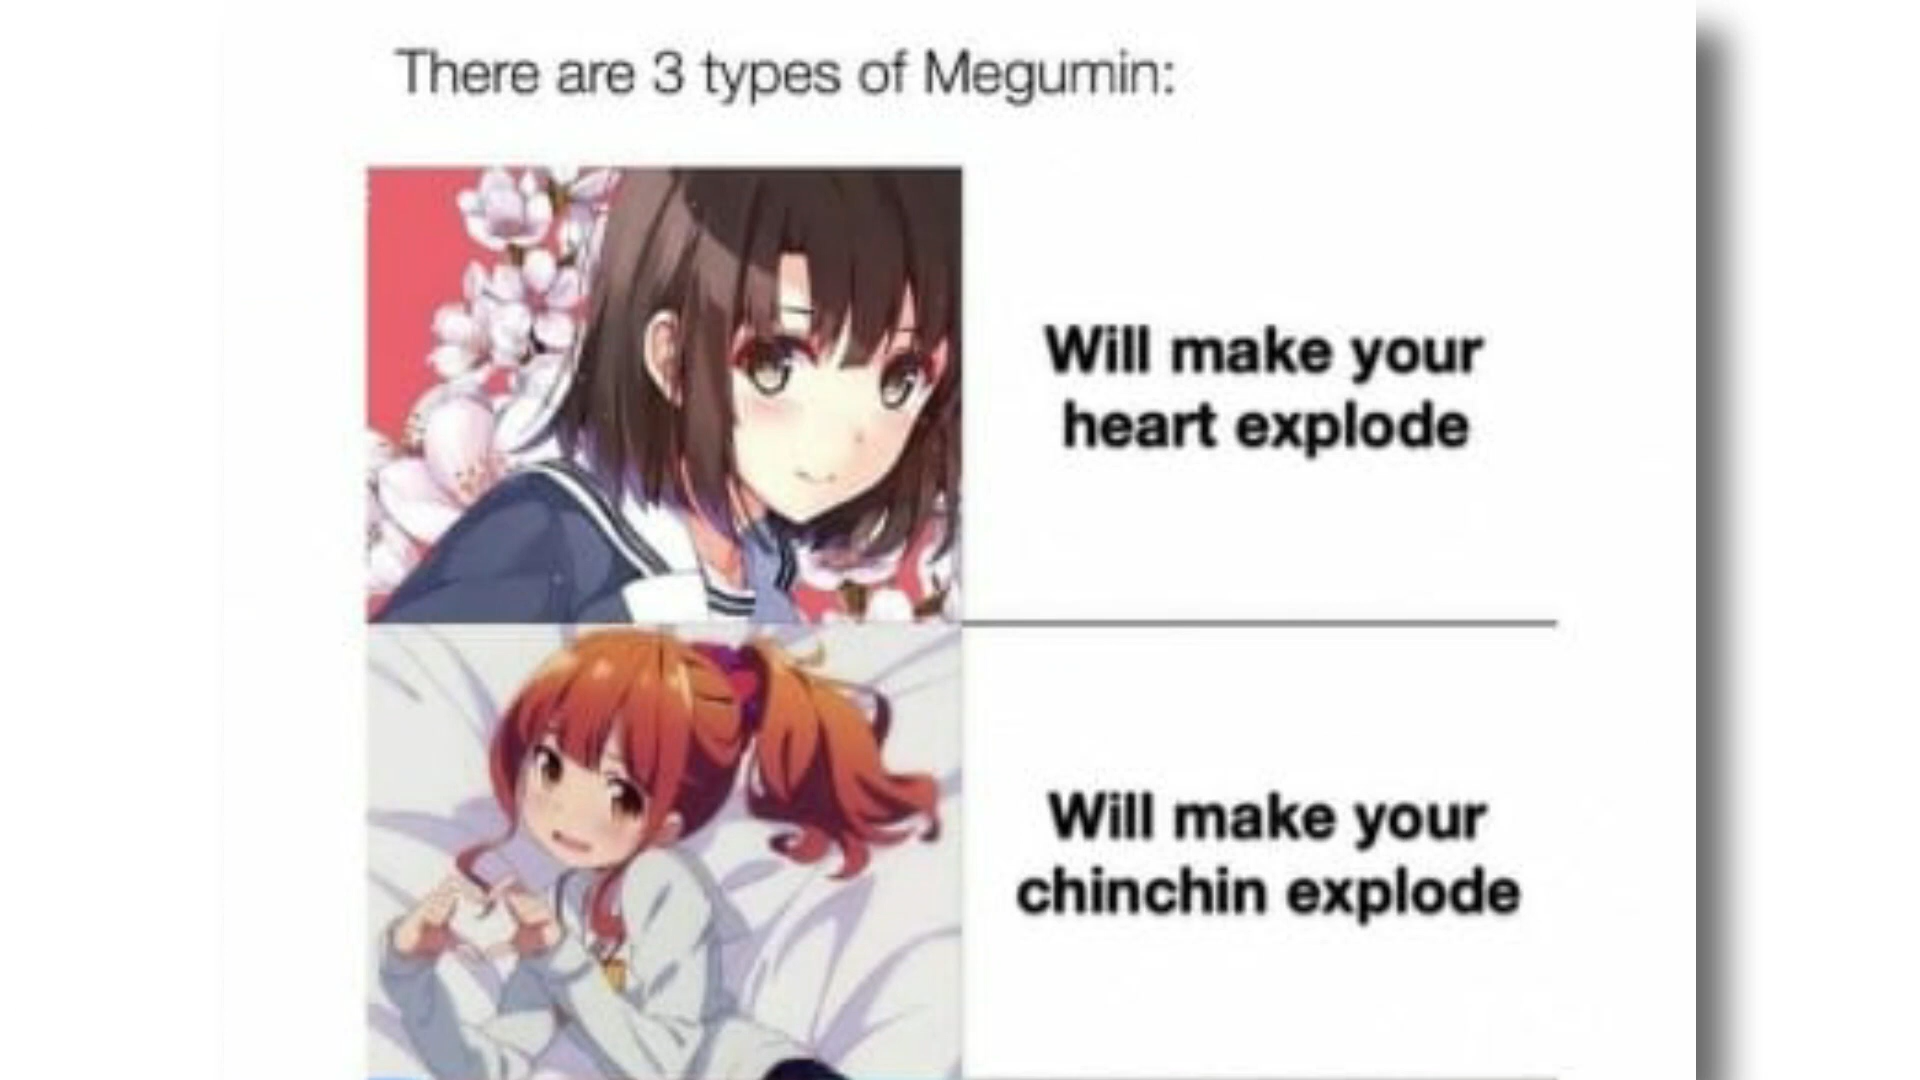 There are 3 types of Megumin:
Will make your
heart explode
Will make your
chinchin explode